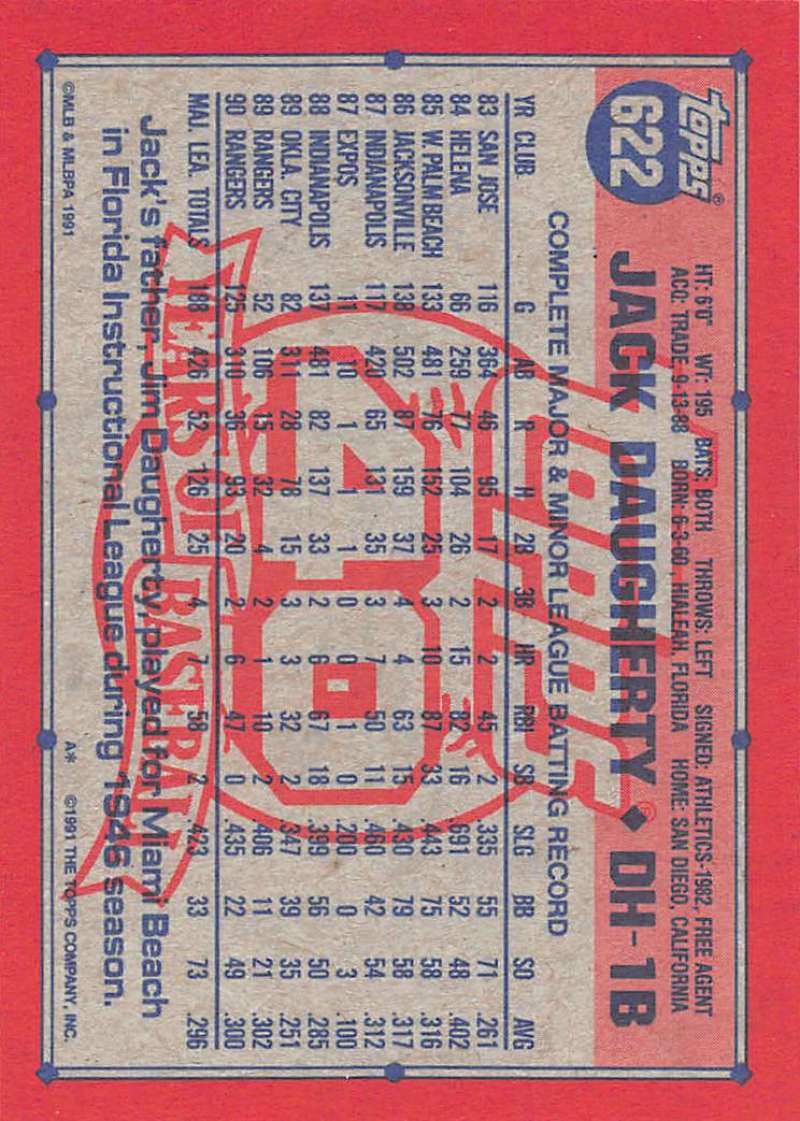 topps®
622
HT: 6'0" WT: 195 BATS: BOTH THROWS: LEFT SIGNED: ATHLETICS-1982, FREE AGENT
ACQ: TRADE 9-13-88 BORN: 6-3-60, HIALEAH, FLORIDA HOME: SAN DIEGO, CALIFORNIA
JACK DAUGHERTY ® ◆ DH-1B
COMPLETE MAJOR & MINOR LEAGUE BATTING RECORD
YR CLUB G AB R H 2B 3B HR RBI SB SLG BB SO AVG
83 SAN JOSE 116 364 46 95 17 2 2 45 2 .335 55 71 .261
84 HELENA 66 259 77 104 26 2 15 82 16 .691 52 48 .402
85 W. PALM BEACH 133 481 76 152 25 3 10 87 33 .443 75 58 .316
86 JACKSONVILLE 138 502 87 159 37 4 4 63 15 .430 79 58 .317
87 INDIANAPOLIS 117 420 65 131 35 3 7 50 11 .460 42 54 .312
87 EXPOS 11 10 1 1 1 0 0 1 0 .200 0 3 .100
88 INDIANAPOLIS 137 481 82 137 33 2 6 67 18 .399 56 50 .285
89 OKLA. CITY 82 311 28 78 15 3 3 32 2 .347 39 35 .251
89 RANGERS 52 106 15 32 4 2 1 10 2 .406 11 21 .302
90 RANGERS 125 310 36 93 20 2 6 47 0 .435 22 49 .300
MAJ. LEA. TOTALS 188 426 52 126 25 4 7 58 2 .423 33 73 .296
Jack's father, Jim Daugherty, played for Miami Beach
in Florida Instructional League during 1946 season.
©MLB & MLBPA 1991 A* ©1991 THE TOPPS COMPANY, INC.
topps
40
YEARS OF BASEBALL